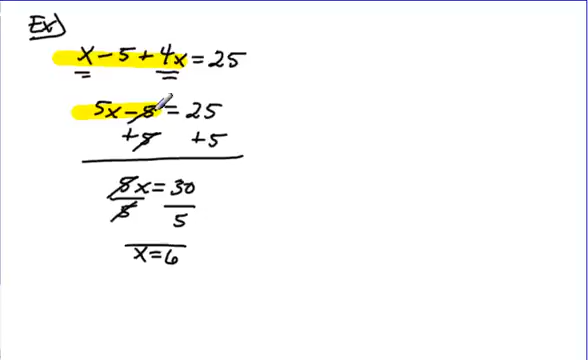 Ex)
x - 5 + 4x = 25
5x - 5 = 25
+5 +5
5x = 30
5 5
x = 6